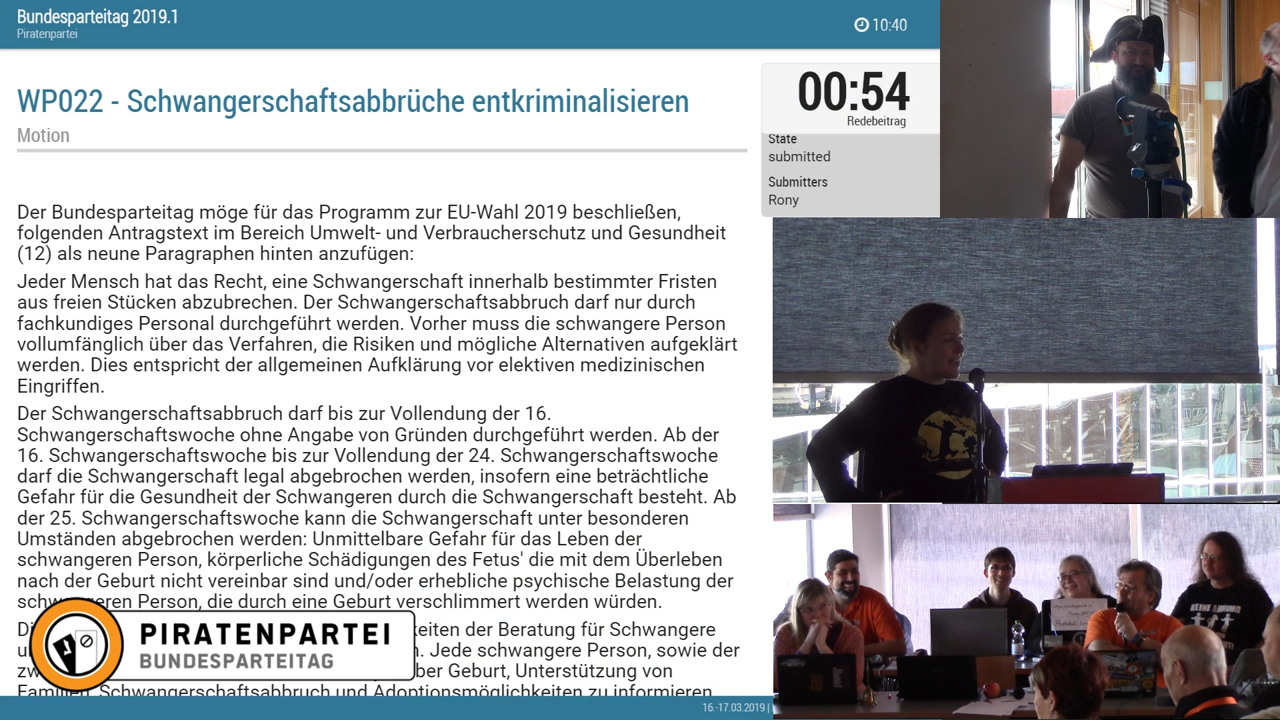 Bundesparteitag 2019.1
Piratenpartei
10:40
WP022 - Schwangerschaftsabbrüche entkriminalisieren
Motion
00:54
Redebeitrag
State
submitted
Submitters
Rony
Der Bundesparteitag möge für das Programm zur EU-Wahl 2019 beschließen,
folgenden Antragstext im Bereich Umwelt- und Verbraucherschutz und Gesundheit
(12) als neune Paragraphen hinten anzufügen:
Jeder Mensch hat das Recht, eine Schwangerschaft innerhalb bestimmter Fristen
aus freien Stücken abzubrechen. Der Schwangerschaftsabbruch darf nur durch
fachkundiges Personal durchgeführt werden. Vorher muss die schwangere Person
vollumfänglich über das Verfahren, die Risiken und mögliche Alternativen aufgeklärt
werden. Dies entspricht der allgemeinen Aufklärung vor elektiven medizinischen
Eingriffen.
Der Schwangerschaftsabbruch darf bis zur Vollendung der 16.
Schwangerschaftswoche ohne Angabe von Gründen durchgeführt werden. Ab der
16. Schwangerschaftswoche bis zur Vollendung der 24. Schwangerschaftswoche
darf die Schwangerschaft legal abgebrochen werden, insofern eine beträchtliche
Gefahr für die Gesundheit der Schwangeren durch die Schwangerschaft besteht. Ab
der 25. Schwangerschaftswoche kann die Schwangerschaft unter besonderen
Umständen abgebrochen werden: Unmittelbare Gefahr für das Leben der
schwangeren Person, körperliche Schädigungen des Fetus' die mit dem Überleben
nach der Geburt nicht vereinbar sind und/oder erhebliche psychische Belastung der
schwangeren Person, die durch eine Geburt verschlimmert werden würden.
keiten der Beratung für Schwangere
Jede schwangere Person, sowie der
ber Geburt, Unterstützung von
Familien, Schwangerschaftsabbruch und Adoptionsmöglichkeiten zu informieren
PIRATENPARTEI
BUNDESPARTEITAG
16.-17.03.2019 |
KEINE AHNUNG